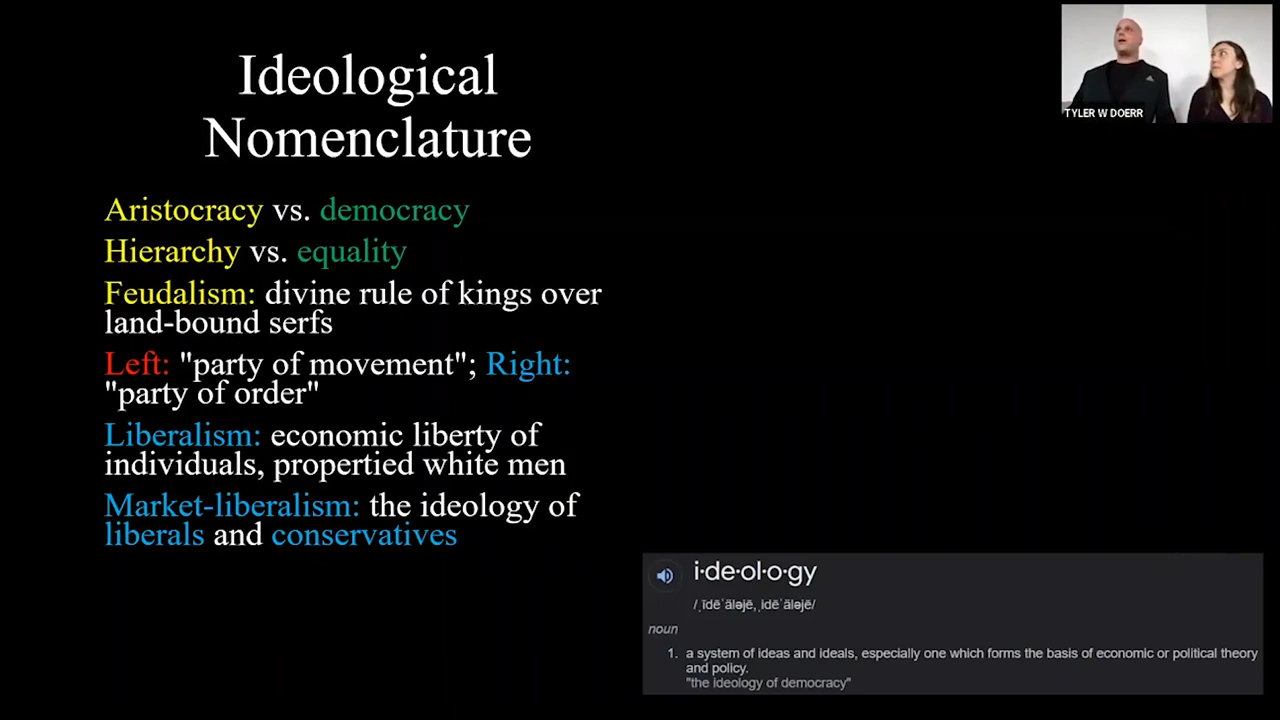 Ideological
Nomenclature
TYLER W DOERR
Aristocracy vs. democracy
Hierarchy vs. equality
Feudalism: divine rule of kings over
land-bound serfs
Left: "party of movement"; Right:
"party of order"
Liberalism: economic liberty of
individuals, propertied white men
Market-liberalism: the ideology of
liberals and conservatives
i·de·ol·o·gy
/ˌīdēˈäləjē,ˌidēˈäləjē/
noun
1. a system of ideas and ideals, especially one which forms the basis of economic or political theory
and policy.
"the ideology of democracy"